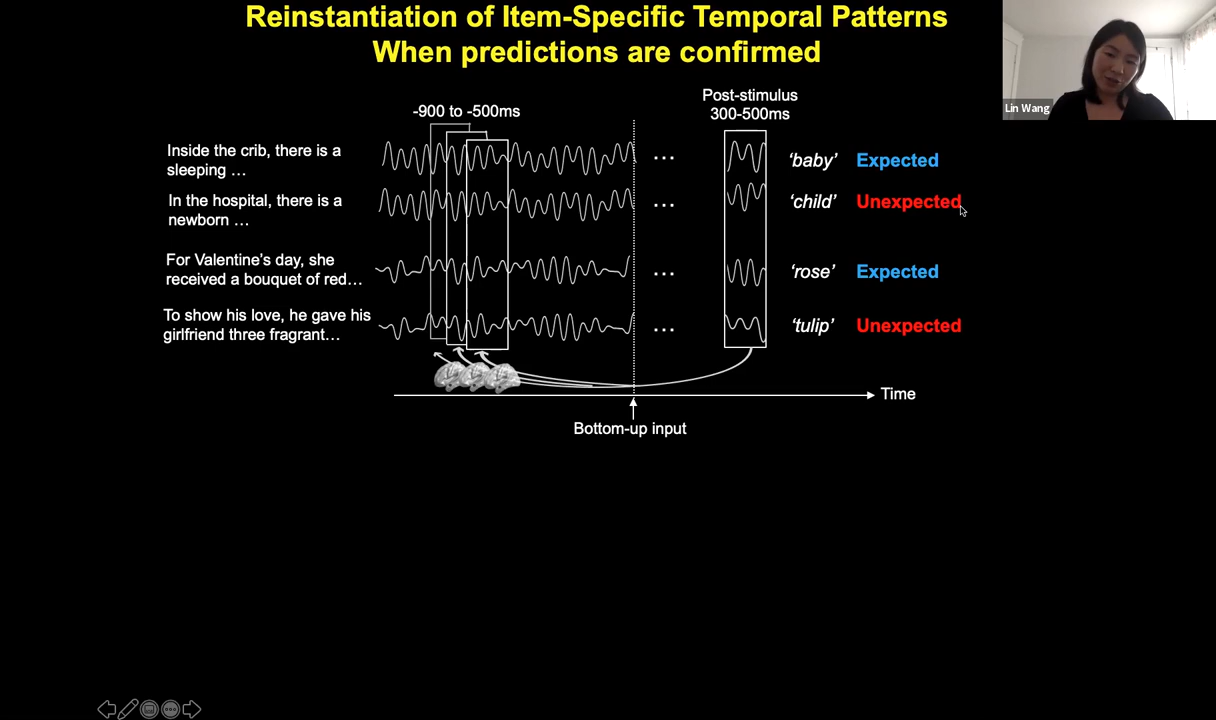 Reinstantiation of Item-Specific Temporal Patterns
When predictions are confirmed
Lin Wang
-900 to -500ms
Post-stimulus
300-500ms
Inside the crib, there is a
sleeping …
... ‘baby’ Expected
In the hospital, there is a
newborn …
... ‘child’ Unexpected
For Valentine’s day, she
received a bouquet of red…
... ‘rose’ Expected
To show his love, he gave his
girlfriend three fragrant…
... ‘tulip’ Unexpected
Time
Bottom-up input